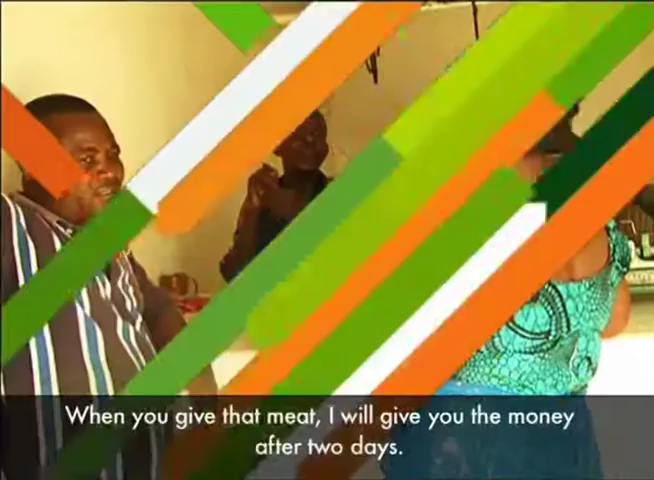 When you give that meat, I will give you the money
after two days.